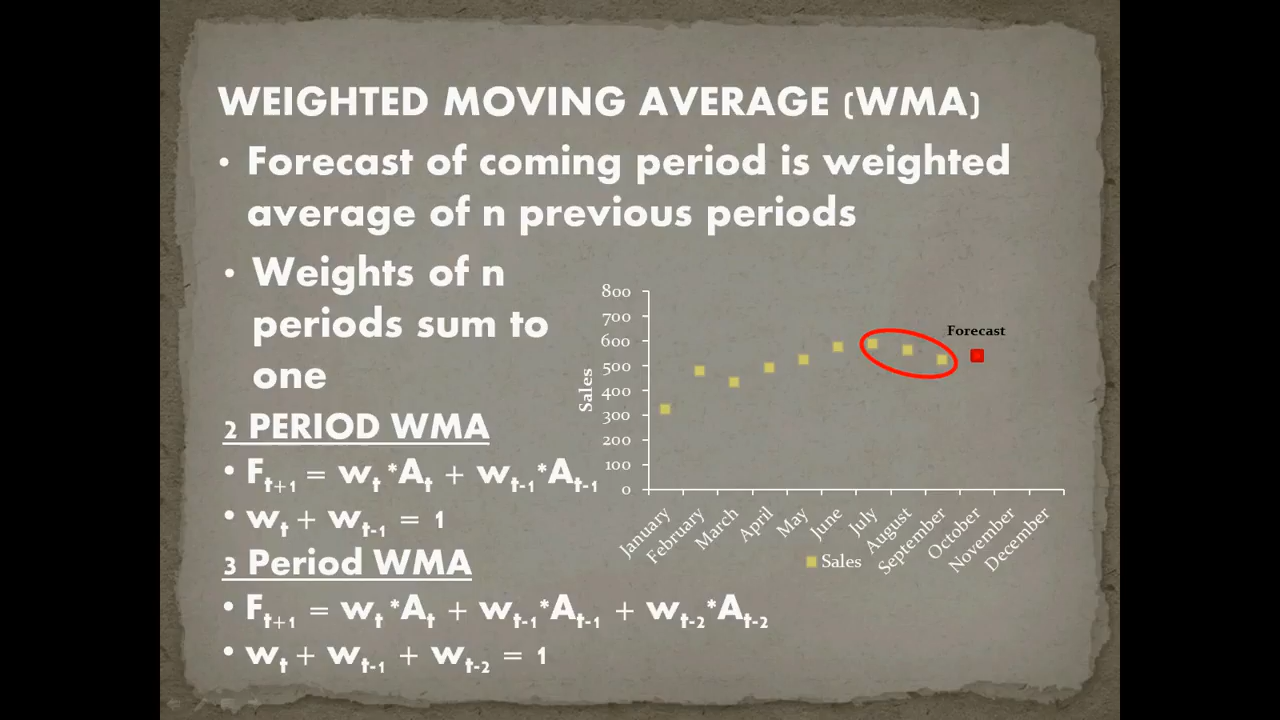 WEIGHTED MOVING AVERAGE (WMA)
• Forecast of coming period is weighted
average of n previous periods
• Weights of n
periods sum to
one
2 PERIOD WMA
• Fₜ₊₁ = wₜ*Aₜ + wₜ₋₁*Aₜ₋₁
• wₜ + wₜ₋₁ = 1
3 Period WMA
• Fₜ₊₁ = wₜ*Aₜ + wₜ₋₁*Aₜ₋₁ + wₜ₋₂*Aₜ₋₂
• wₜ + wₜ₋₁ + wₜ₋₂ = 1
Sales
800
700
600
500
400
300
200
100
0
Forecast
January
February
March
April
May
June
July
August
September
October
November
December
Sales